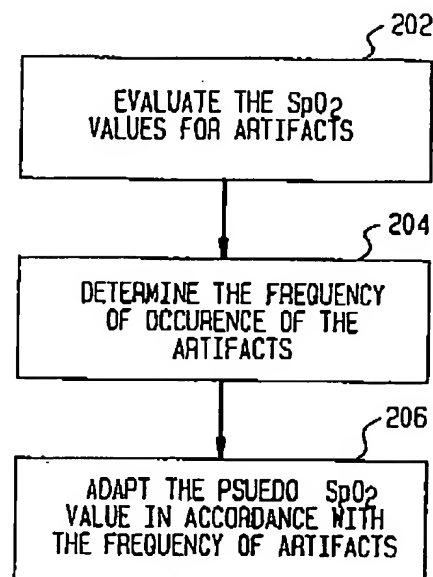 202
EVALUATE THE SpO2
VALUES FOR ARTIFACTS
204
DETERMINE THE FREQUENCY
OF OCCURENCE OF THE
ARTIFACTS
206
ADAPT THE PSUEDO SpO2
VALUE IN ACCORDANCE WITH
THE FREQUENCY OF ARTIFACTS